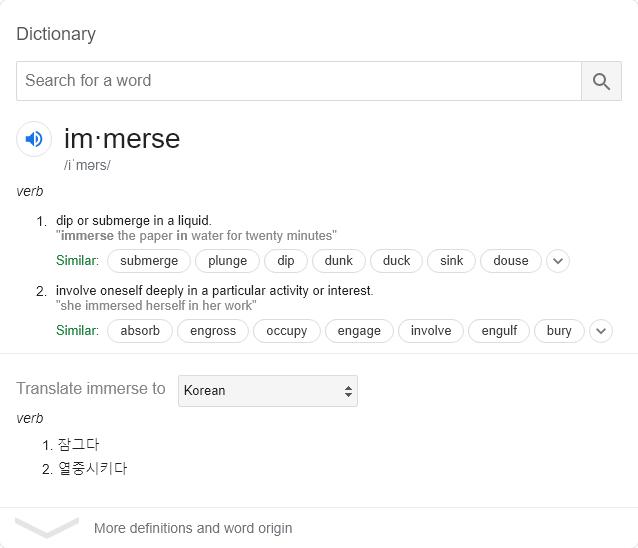 Dictionary
Search for a word
im·merse
/iˈmərs/
verb
1. dip or submerge in a liquid.
"immerse the paper in water for twenty minutes"
Similar: submerge plunge dip dunk duck sink douse
2. involve oneself deeply in a particular activity or interest.
"she immersed herself in her work"
Similar: absorb engross occupy engage involve engulf bury
Translate immerse to Korean
verb
1. 잠그다
2. 열중시키다
More definitions and word origin